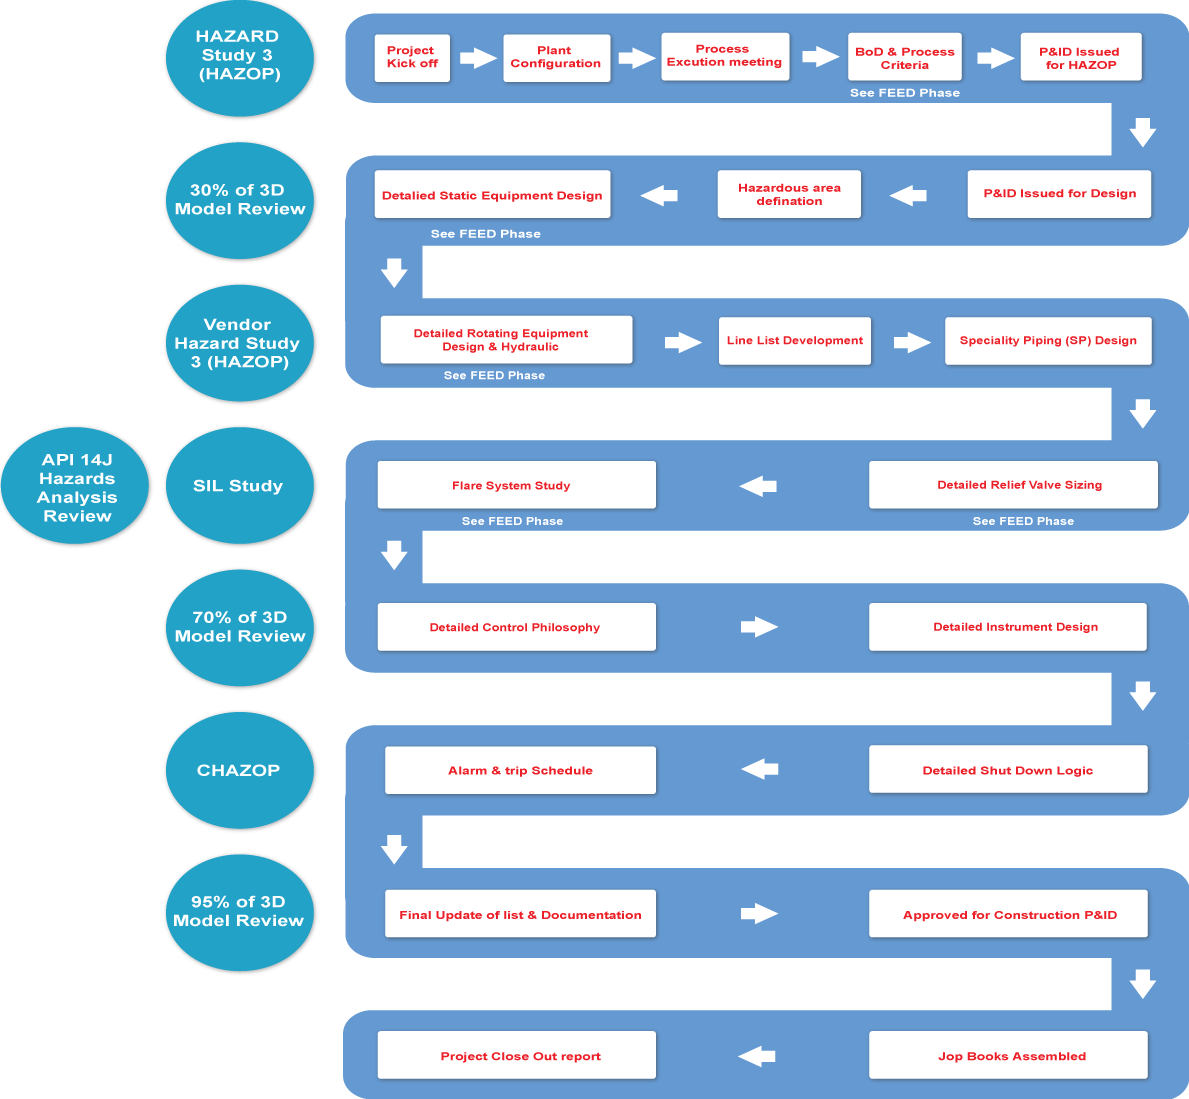 HAZARD
Study 3
(HAZOP)
Project
Kick off
Plant
Configuration
Process
Excution meeting
BoD & Process
Criteria
P&ID Issued
for HAZOP
See FEED Phase
30% of 3D
Model Review
Detalied Static Equipment Design
Hazardous area
defination
P&ID Issued for Design
See FEED Phase
Vendor
Hazard Study
3 (HAZOP)
Detailed Rotating Equipment
Design & Hydraulic
Line List Development
Speciality Piping (SP) Design
See FEED Phase
API 14J
Hazards
Analysis
Review
SIL Study
Flare System Study
Detailed Relief Valve Sizing
See FEED Phase
See FEED Phase
70% of 3D
Model Review
Detailed Control Philosophy
Detailed Instrument Design
CHAZOP
Alarm & trip Schedule
Detailed Shut Down Logic
95% of 3D
Model Review
Final Update of list & Documentation
Approved for Construction P&ID
Project Close Out report
Jop Books Assembled